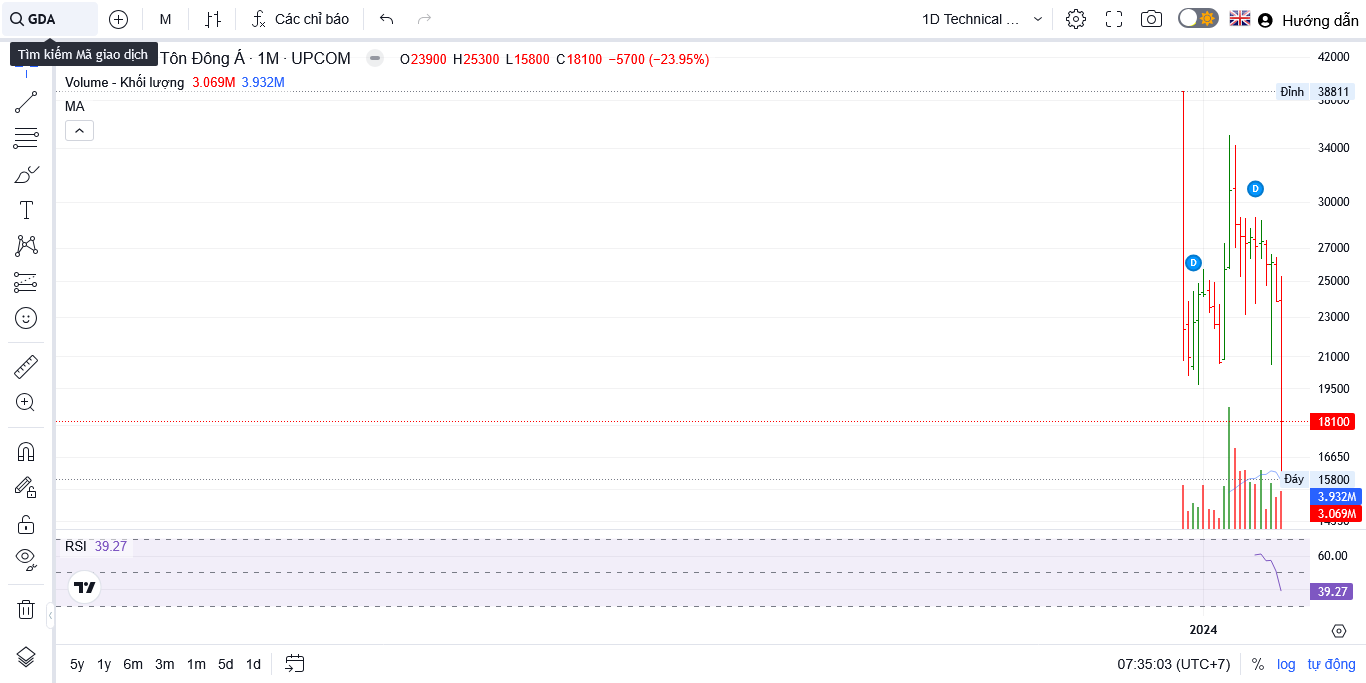 GDA M Các chỉ báo 1D Technical ... Hướng dẫn
Tìm kiếm Mã giao dịch
Tôn Đông Á · 1M · UPCOM O23900 H25300 L15800 C18100 −5700 (−23.95%)
Volume - Khối lượng 3.069M 3.932M
MA
42000
Đỉnh 38811
38000
34000
D
30000
27000
D
25000
23000
21000
19500
18100
16650
Đáy 15800
3.932M
3.069M
RSI 39.27
60.00
39.27
2024
5y 1y 6m 3m 1m 5d 1d 07:35:03 (UTC+7) % log tự động